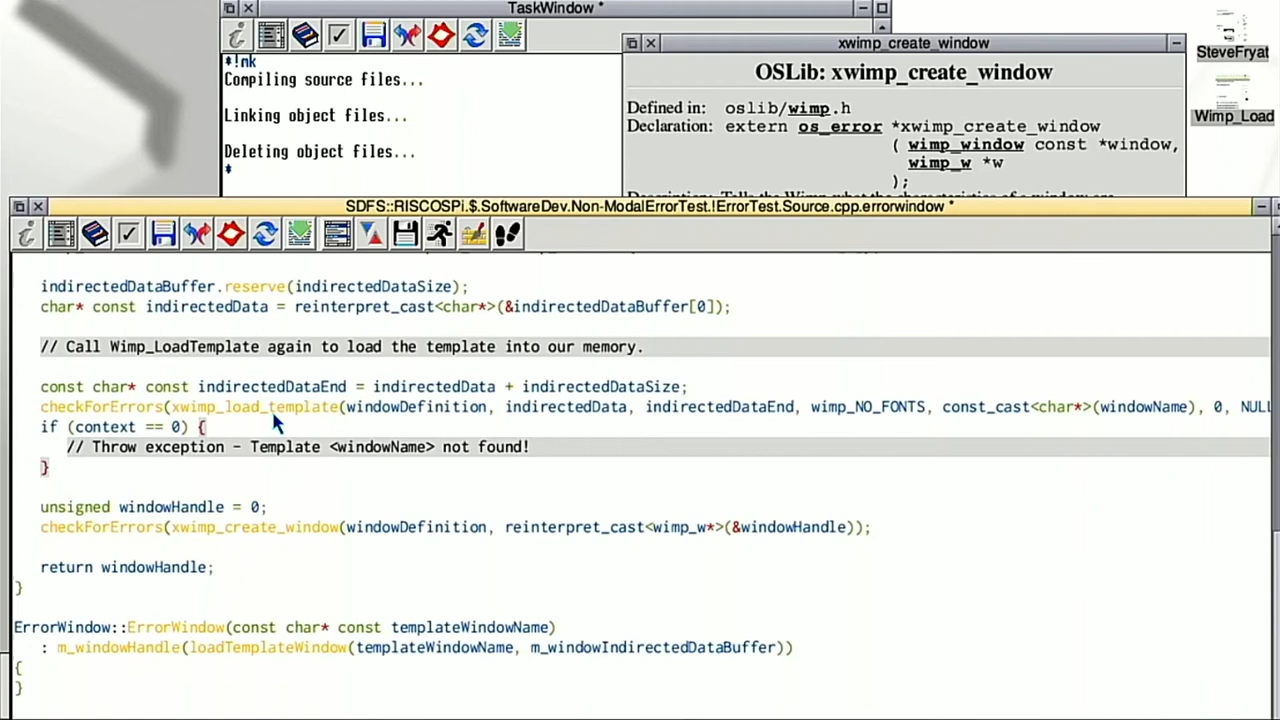 TaskWindow *
*!mk
Compiling source files...
Linking object files...
Deleting object files...
*
xwimp_create_window
OSLib: xwimp_create_window
Defined in: oslib/wimp.h
Declaration: extern os_error *xwimp_create_window
( wimp_window const *window,
wimp_w *w
);
SteveFryat
Wimp_Load
SDFS::RISCOSPi.$.SoftwareDev.Non-ModalErrorTest.!ErrorTest.Source.cpp.errorwindow *
indirectedDataBuffer.reserve(indirectedDataSize);
char* const indirectedData = reinterpret_cast<char*>(&indirectedDataBuffer[0]);
// Call Wimp_LoadTemplate again to load the template into our memory.
const char* const indirectedDataEnd = indirectedData + indirectedDataSize;
checkForErrors(xwimp_load_template(windowDefinition, indirectedData, indirectedDataEnd, wimp_NO_FONTS, const_cast<char*>(windowName), 0, NULL
if (context == 0) {
// Throw exception - Template <windowName> not found!
}
unsigned windowHandle = 0;
checkForErrors(xwimp_create_window(windowDefinition, reinterpret_cast<wimp_w*>(&windowHandle));
return windowHandle;
}
ErrorWindow::ErrorWindow(const char* const templateWindowName)
: m_windowHandle(loadTemplateWindow(templateWindowName, m_windowIndirectedDataBuffer))
{
}